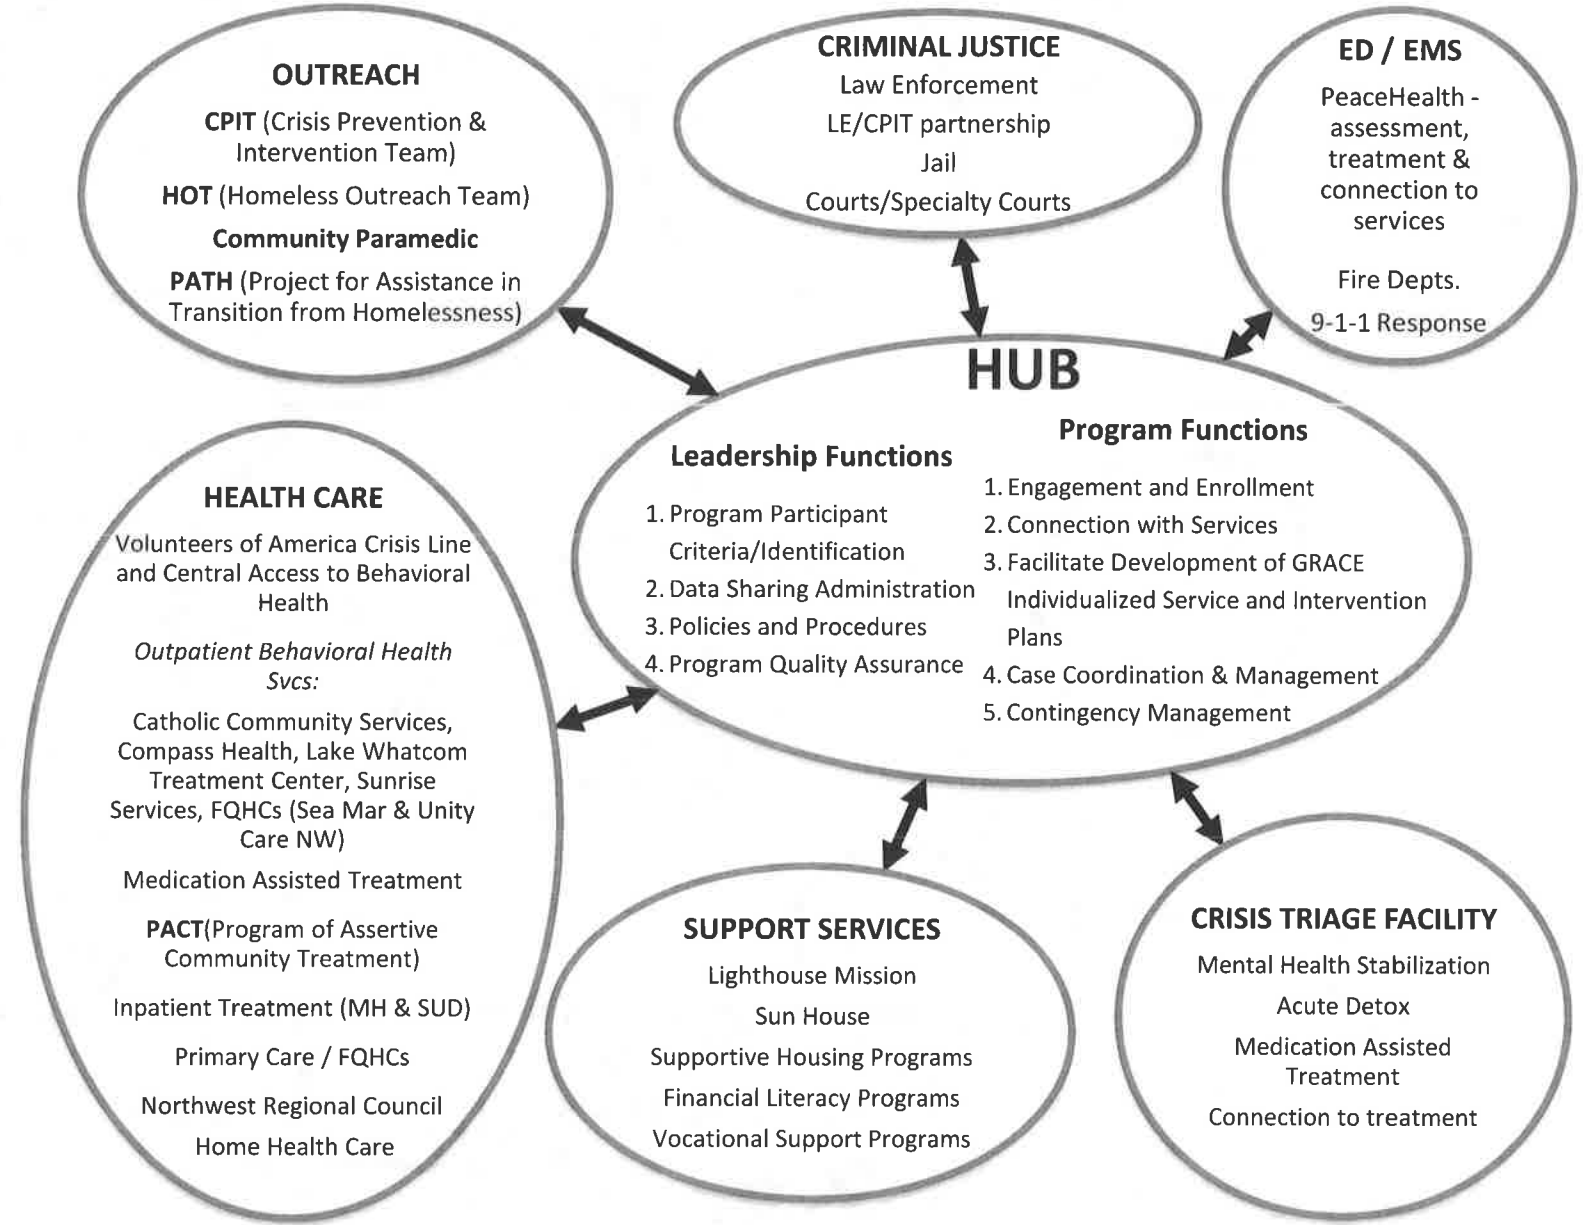 OUTREACH
CPIT (Crisis Prevention &
Intervention Team)
HOT (Homeless Outreach Team)
Community Paramedic
PATH (Project for Assistance in
Transition from Homelessness)
CRIMINAL JUSTICE
Law Enforcement
LE/CPIT partnership
Jail
Courts/Specialty Courts
ED / EMS
PeaceHealth -
assessment,
treatment &
connection to
services
Fire Depts.
9-1-1 Response
HUB
Leadership Functions
1. Program Participant
Criteria/Identification
2. Data Sharing Administration
3. Policies and Procedures
4. Program Quality Assurance
Program Functions
1. Engagement and Enrollment
2. Connection with Services
3. Facilitate Development of GRACE
Individualized Service and Intervention
Plans
4. Case Coordination & Management
5. Contingency Management
HEALTH CARE
Volunteers of America Crisis Line
and Central Access to Behavioral
Health
Outpatient Behavioral Health
Svcs:
Catholic Community Services,
Compass Health, Lake Whatcom
Treatment Center, Sunrise
Services, FQHCs (Sea Mar & Unity
Care NW)
Medication Assisted Treatment
PACT(Program of Assertive
Community Treatment)
Inpatient Treatment (MH & SUD)
Primary Care / FQHCs
Northwest Regional Council
Home Health Care
SUPPORT SERVICES
Lighthouse Mission
Sun House
Supportive Housing Programs
Financial Literacy Programs
Vocational Support Programs
CRISIS TRIAGE FACILITY
Mental Health Stabilization
Acute Detox
Medication Assisted
Treatment
Connection to treatment